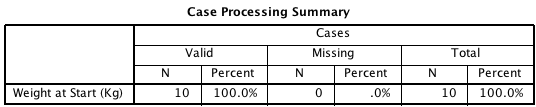 Case Processing Summary
Cases
Valid Missing Total
N Percent N Percent N Percent
Weight at Start (Kg) 10 100.0% 0 .0% 10 100.0%